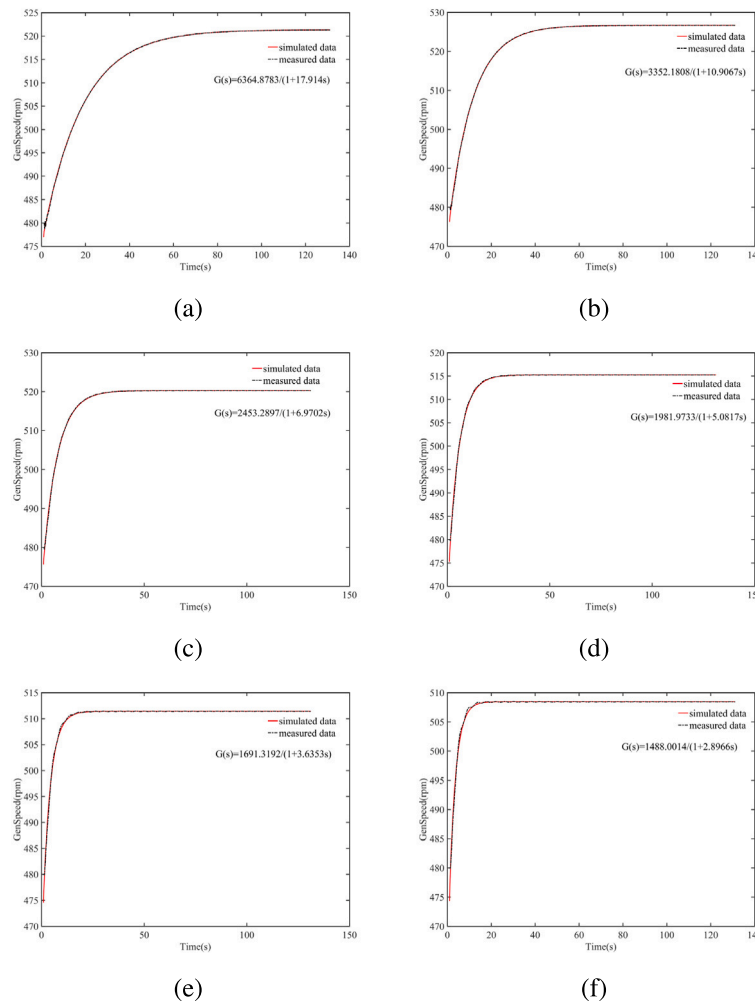 530
525
520
515
510
505
500
495
490
485
480
475
GenSpeed(rpm)
simulated data
measured data
G(s)=6364.8783/(1+17.914s)
0 20 40 60 80 100 120 140
Time(s)
(a)
530
520
510
500
490
480
470
GenSpeed(rpm)
simulated data
measured data
G(s)=3352.1808/(1+10.9067s)
0 20 40 60 80 100 120 140
Time(s)
(b)
530
520
510
500
490
480
470
GenSpeed(rpm)
simulated data
measured data
G(s)=2453.2897/(1+6.9702s)
0 50 100 150
Time(s)
(c)
520
515
510
505
500
495
490
485
480
475
470
GenSpeed(rpm)
simulated data
measured data
G(s)=1981.9733/(1+5.0817s)
0 50 100 150
Time(s)
(d)
515
510
505
500
495
490
485
480
475
470
GenSpeed(rpm)
simulated data
measured data
G(s)=1691.3192/(1+3.6353s)
0 50 100 150
Time(s)
(e)
510
505
500
495
490
485
480
475
470
GenSpeed(rpm)
simulated data
measured data
G(s)=1488.0014/(1+2.8966s)
0 20 40 60 80 100 120
Time(s)
(f)